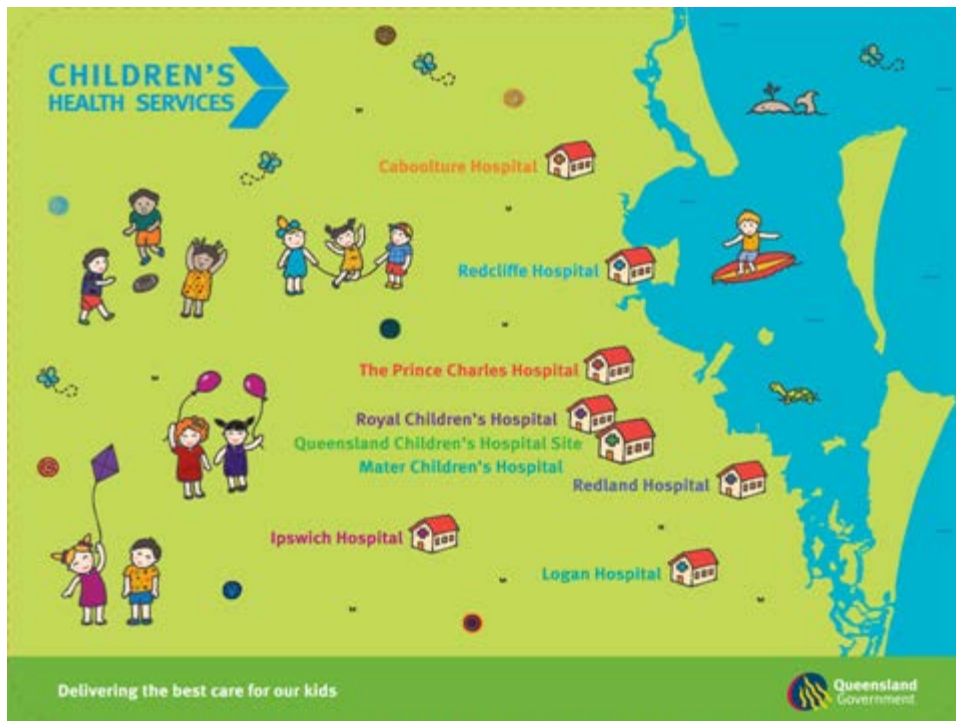 CHILDREN'S
HEALTH SERVICES
Caboolture Hospital
Redcliffe Hospital
The Prince Charles Hospital
Royal Children's Hospital
Queensland Children's Hospital Site
Mater Children's Hospital
Redland Hospital
Ipswich Hospital
Logan Hospital
Delivering the best care for our kids
Queensland
Government